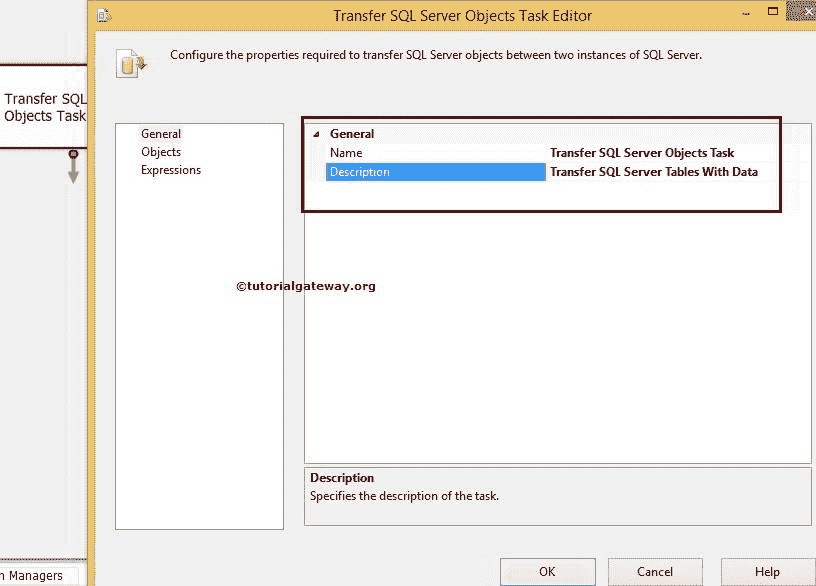 Transfer SQL Server Objects Task Editor
Configure the properties required to transfer SQL Server objects between two instances of SQL Server.
Transfer SQL
Objects Task
General
Objects
Expressions
General
Name Transfer SQL Server Objects Task
Description Transfer SQL Server Tables With Data
©tutorialgateway.org
Description
Specifies the description of the task.
OK Cancel Help
n Managers